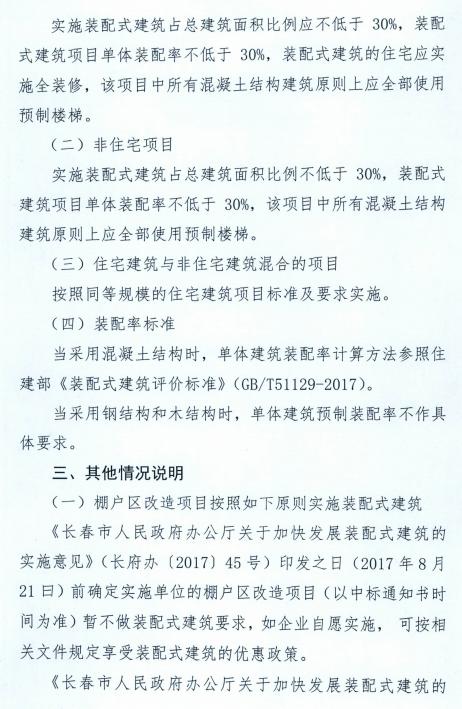 实施装配式建筑占总建筑面积比例应不低于 30%，装配
式建筑项目单体装配率不低于 30%，装配式建筑的住宅应实
施全装修，该项目中所有混凝土结构建筑原则上应全部使用
预制楼梯。
（二）非住宅项目
实施装配式建筑占总建筑面积比例不低于 30%，装配式
建筑项目单体装配率不低于 30%，该项目中所有混凝土结构
建筑原则上应全部使用预制楼梯。
（三）住宅建筑与非住宅建筑混合的项目
按照同等规模的住宅建筑项目标准及要求实施。
（四）装配率标准
当采用混凝土结构时，单体建筑装配率计算方法参照住
建部《装配式建筑评价标准》（GB/T51129-2017）。
当采用钢结构和木结构时，单体建筑预制装配率不作具
体要求。
三、其他情况说明
（一）棚户区改造项目按照如下原则实施装配式建筑
《长春市人民政府办公厅关于加快发展装配式建筑的
实施意见》（长府办〔2017〕45 号）印发之日（2017 年 8 月
21 日）前确定实施单位的棚户区改造项目（以中标通知书时
间为准）暂不做装配式建筑要求，如企业自愿实施， 可按相
关文件规定享受装配式建筑的优惠政策。
《长春市人民政府办公厅关于加快发展装配式建筑的